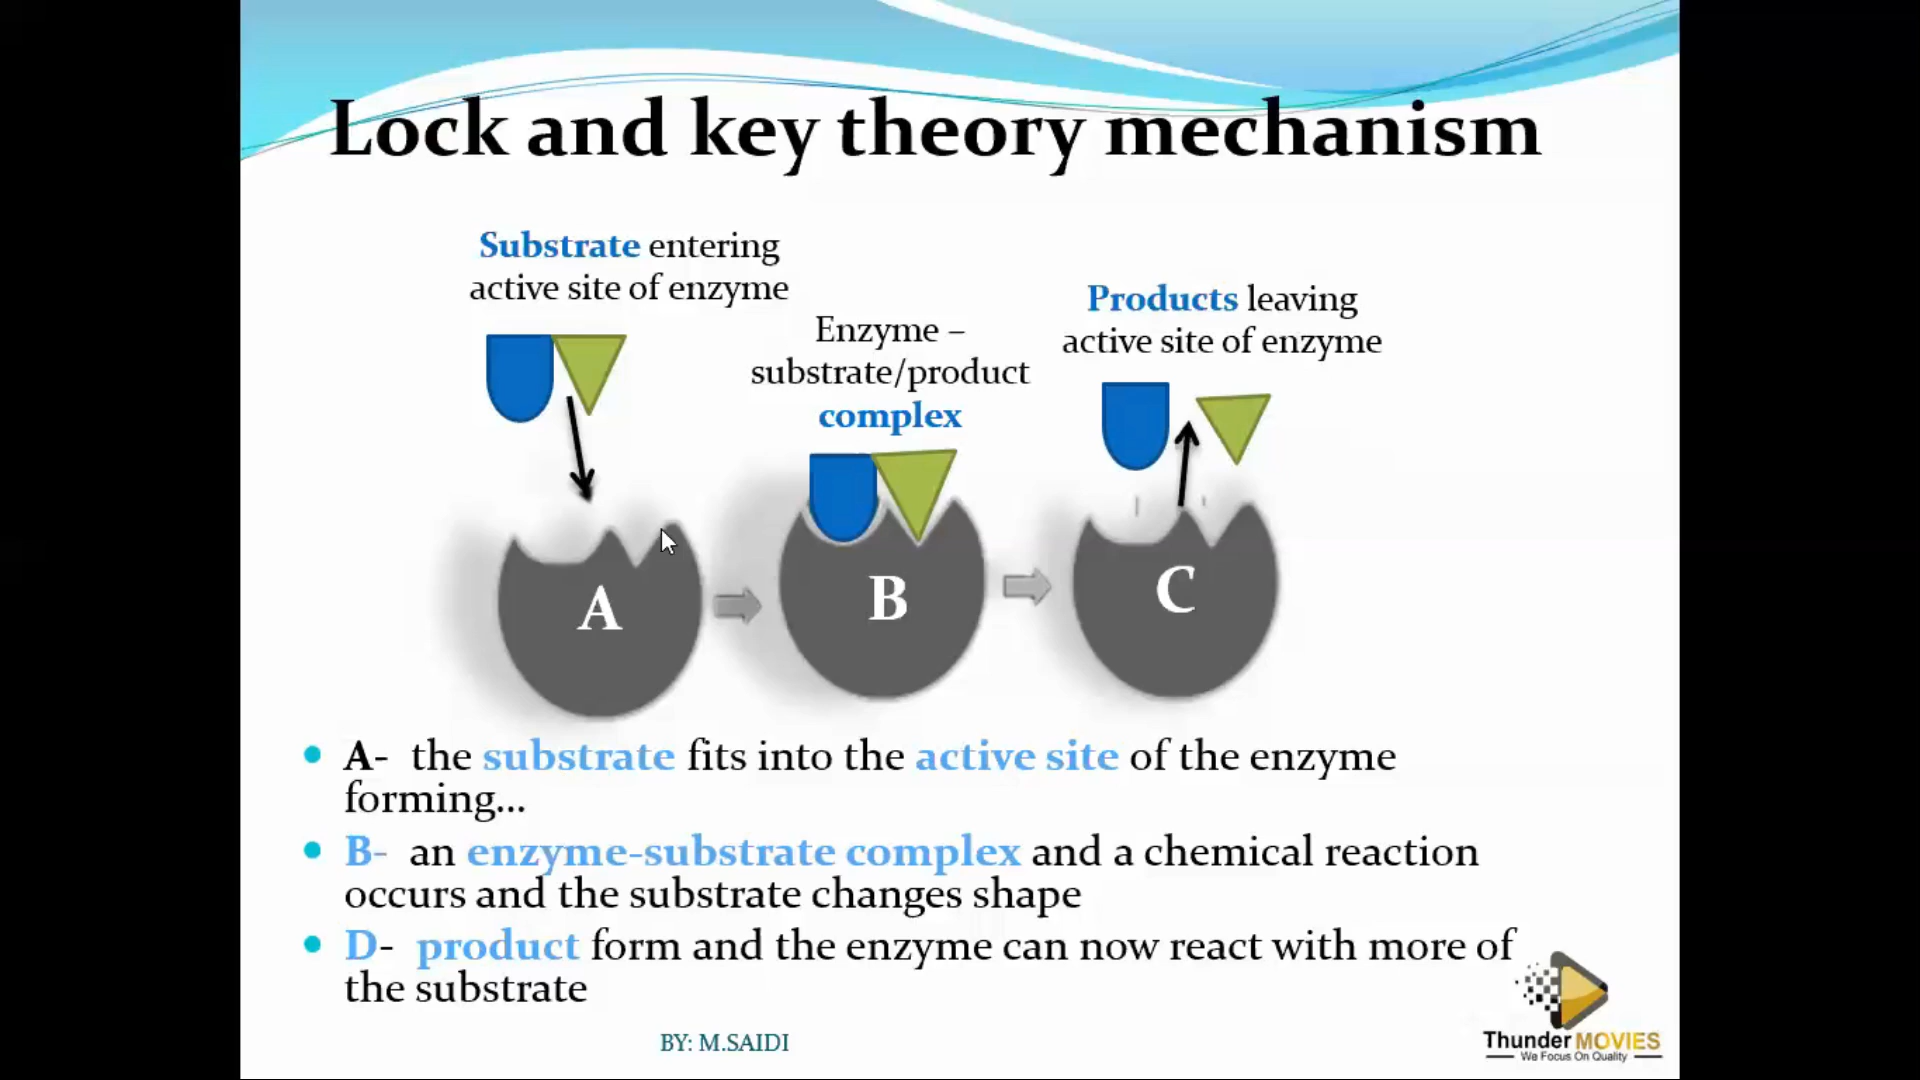 Lock and key theory mechanism
Substrate entering
active site of enzyme
Enzyme –
substrate/product
complex
Products leaving
active site of enzyme
A
B
C
A- the substrate fits into the active site of the enzyme
forming...
B- an enzyme-substrate complex and a chemical reaction
occurs and the substrate changes shape
D- product form and the enzyme can now react with more of
the substrate
BY: M.SAIDI
Thunder MOVIES
We Focus On Quality